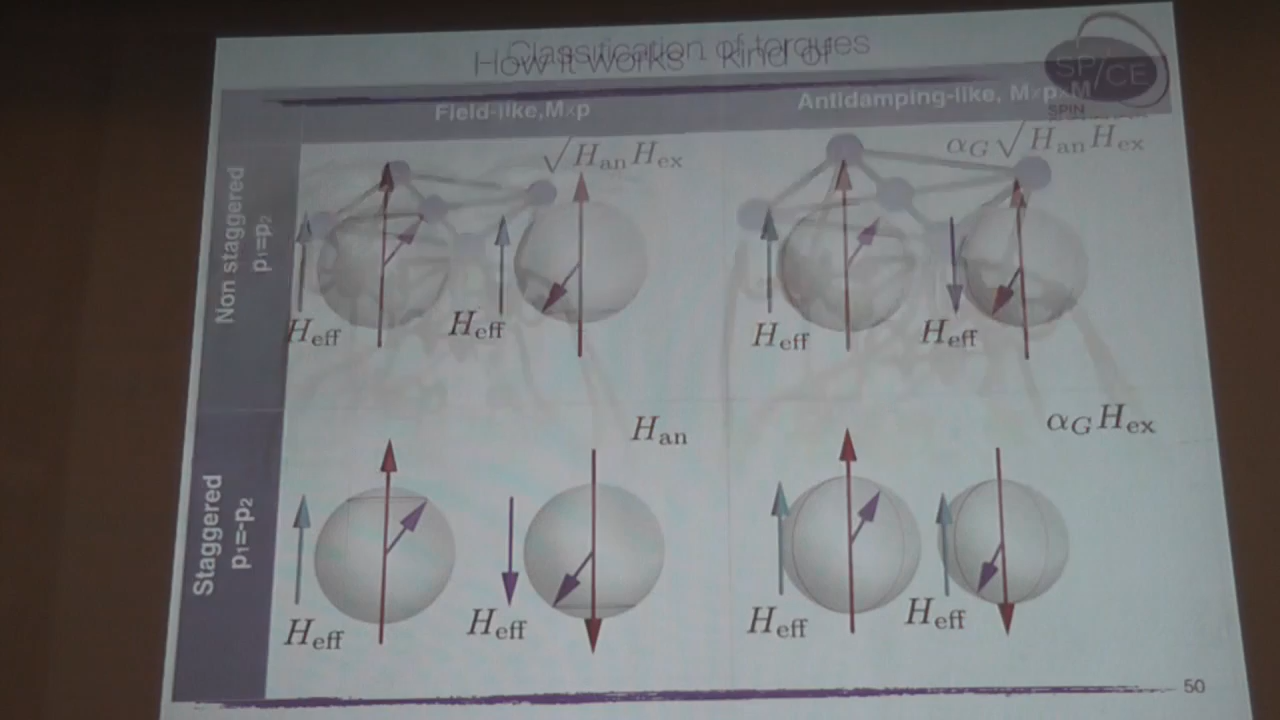 Classification of torques
How it works - kind of
SP/CE
SPIN
Field-like, M×p
Antidamping-like, M×p×M
Non staggered
p₁=p₂
√H_an H_ex
α_G √H_an H_ex
H_eff
H_eff
H_eff
H_eff
Staggered
p₁=-p₂
H_an
α_G H_ex
H_eff
H_eff
H_eff
H_eff
50